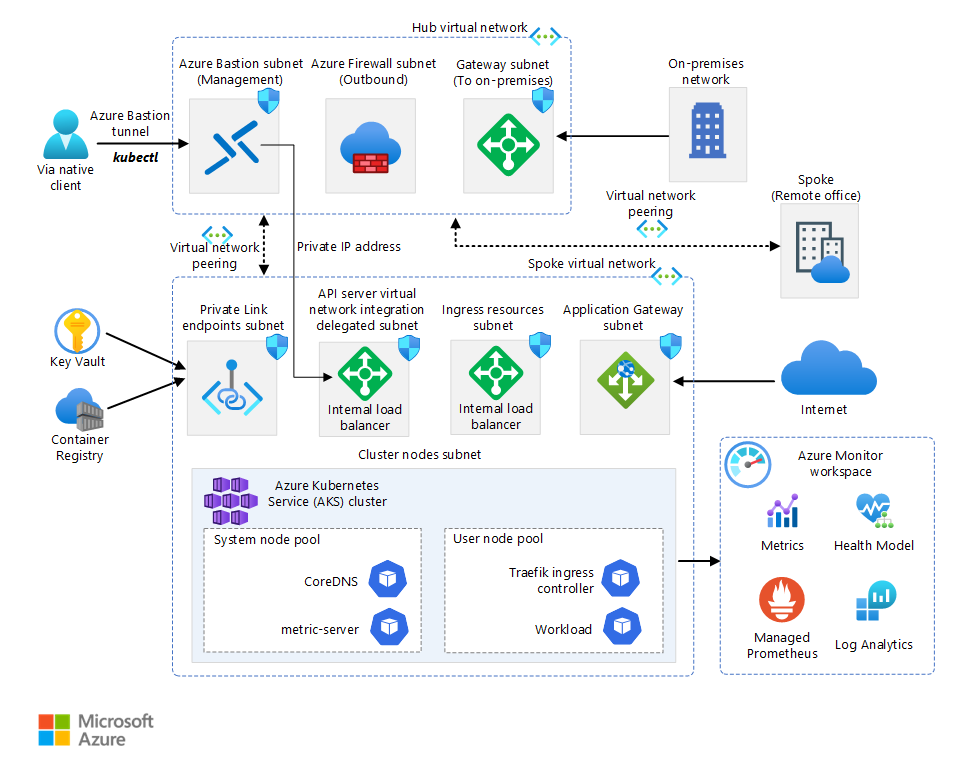 Hub virtual network
Azure Bastion subnet
(Management)
Azure Firewall subnet
(Outbound)
Gateway subnet
(To on-premises)
On-premises
network
Azure Bastion
tunnel
kubectl
Via native
client
Spoke
(Remote office)
Virtual network
peering
Virtual network
peering
Private IP address
Spoke virtual network
Private Link
endpoints subnet
API server virtual
network integration
delegated subnet
Ingress resources
subnet
Application Gateway
subnet
Key Vault
Container
Registry
Internal load
balancer
Internal load
balancer
Internet
Cluster nodes subnet
Azure Kubernetes
Service (AKS) cluster
System node pool
CoreDNS
metric-server
User node pool
Traefik ingress
controller
Workload
Azure Monitor
workspace
Metrics
Health Model
Managed
Prometheus
Log Analytics
Microsoft
Azure